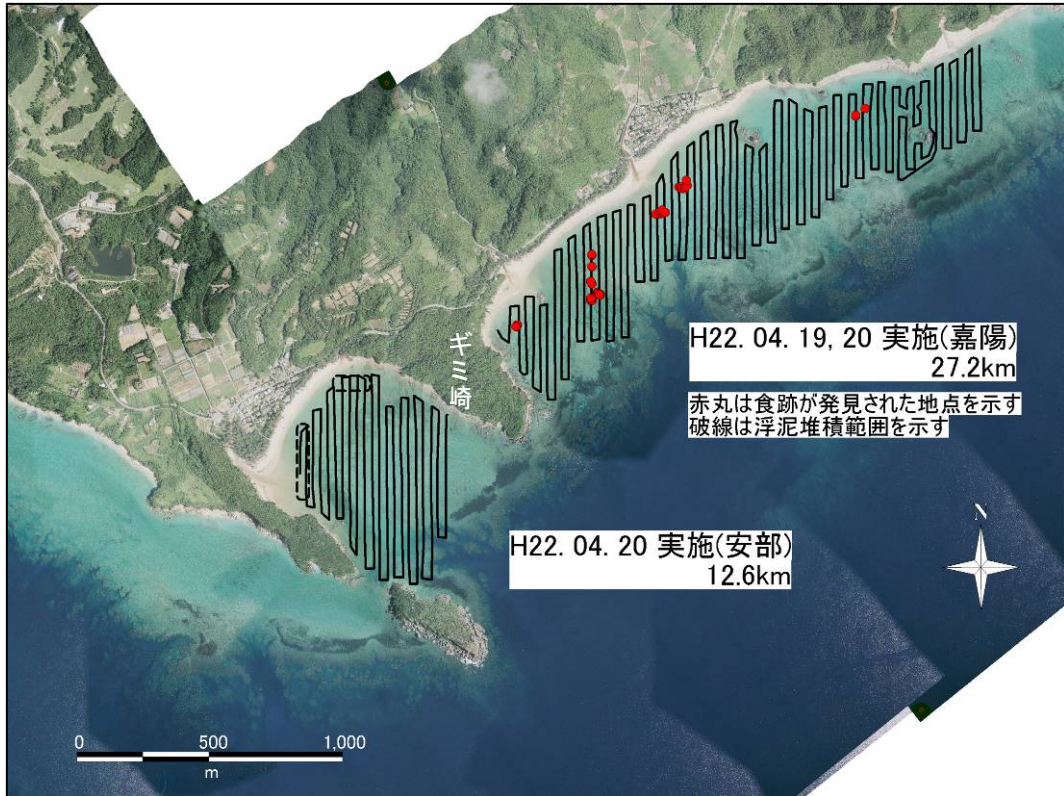 ギミ崎
H22. 04. 19, 20 実施(嘉陽)
27.2km
赤丸は食跡が発見された地点を示す
破線は浮泥堆積範囲を示す
H22. 04. 20 実施(安部)
12.6km
N
0 500 1,000
m